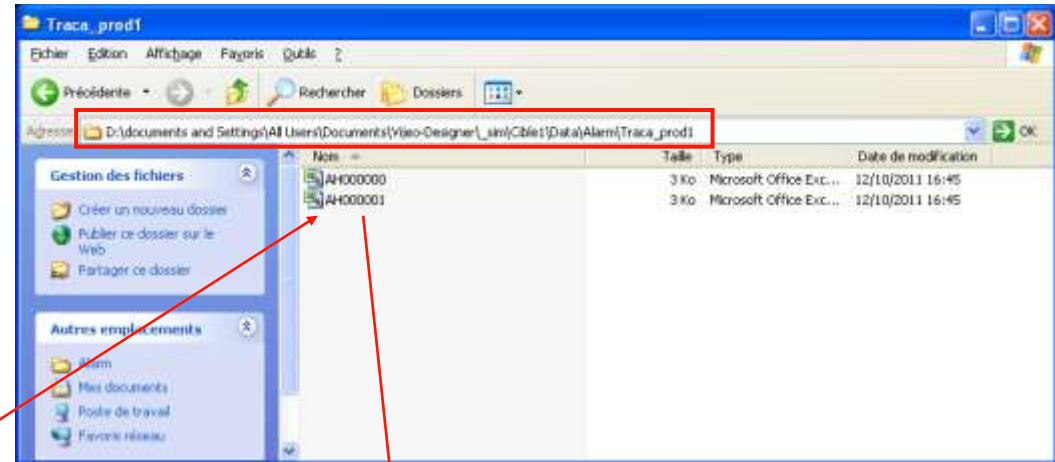 Traca_prod1
Fichier Edition Affichage Favoris Outils ?
Précédente Rechercher Dossiers
Adresse D:\documents and Settings\All Users\Documents\Vijeo-Designer\_sim\Cible1\Data\Alarm\Traca_prod1 OK
Nom Taille Type Date de modification
Gestion des fichiers
AH000000 3 Ko Microsoft Office Exc... 12/10/2011 16:45
AH000001 3 Ko Microsoft Office Exc... 12/10/2011 16:45
Créer un nouveau dossier
Publier ce dossier sur le
Web
Partager ce dossier
Autres emplacements
Alarm
Mes documents
Poste de travail
Favoris réseau